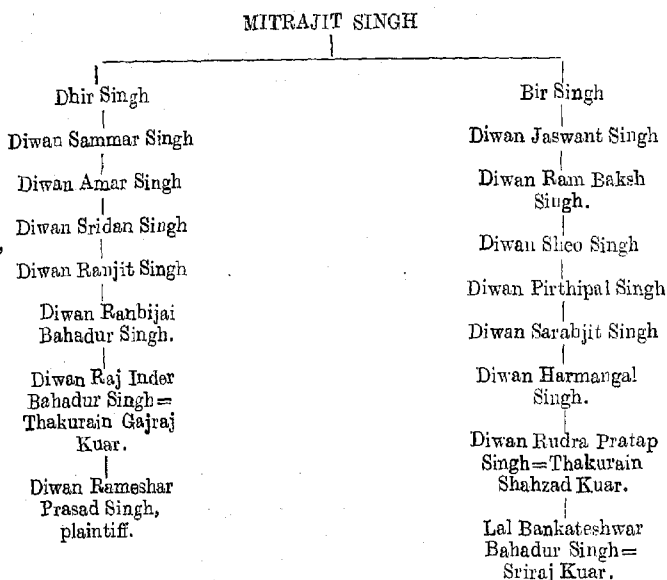 MITRAJIT SINGH
Dhir Singh
Diwan Sammar Singh
Diwan Amar Singh
Diwan Sridan Singh
Diwan Ranjit Singh
Diwan Ranbijai
Bahadur Singh.
Diwan Raj Inder
Bahadur Singh=
Thakurain Gajraj
Kuar.
Diwan Rameshar
Prasad Singh,
plaintiff.
Bir Singh
Diwan Jaswant Singh
Diwan Ram Baksh
Singh.
Diwan Sheo Singh
Diwan Pirthipal Singh
Diwan Sarabjit Singh
Diwan Harmangal
Singh.
Diwan Rudra Pratap
Singh=Thakurain
Shahzad Kuar.
Lal Bankateshwar
Bahadur Singh=
Sriraj Kuar.